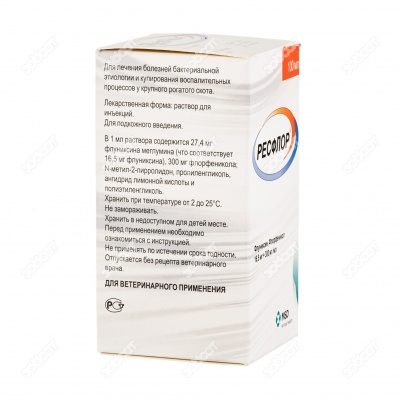 Для лечения болезней бактериальной
этиологии и купирования воспалительных
процессов у крупного рогатого скота.
Лекарственная форма: раствор для
инъекций.
Для подкожного введения.
В 1 мл раствора содержится 27,4 мг
флуниксина меглумина (что соответствует
16,5 мг флуниксина), 300 мг флорфеникола;
N-метил-2-пирролидон, пропиленгликоль,
ангидрид лимонной кислоты и
полиэтиленгликоль.
Хранить при температуре от 2 до 25°С.
Не замораживать.
Хранить в недоступном для детей месте.
Перед применением необходимо
ознакомиться с инструкцией.
Не применять по истечении срока годности.
Отпускается без рецепта ветеринарного
врача.
ДЛЯ ВЕТЕРИНАРНОГО ПРИМЕНЕНИЯ
100 мл
РЕСФЛОР
MSD